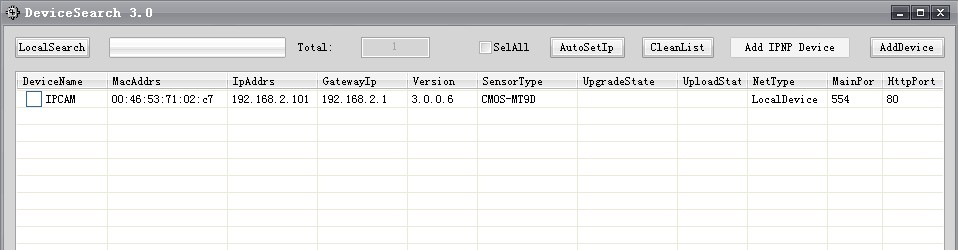 DeviceSearch 3.0
LocalSearch Total: 1 SelAll AutoSetIp CleanList Add IPNP Device AddDevice
DeviceName MacAddrs IpAddrs GatewayIp Version SensorType UpgradeState UploadStat NetType MainPor HttpPort
IPCAM 00:46:53:71:02:c7 192.168.2.101 192.168.2.1 3.0.0.6 CMOS-MT9D LocalDevice 554 80